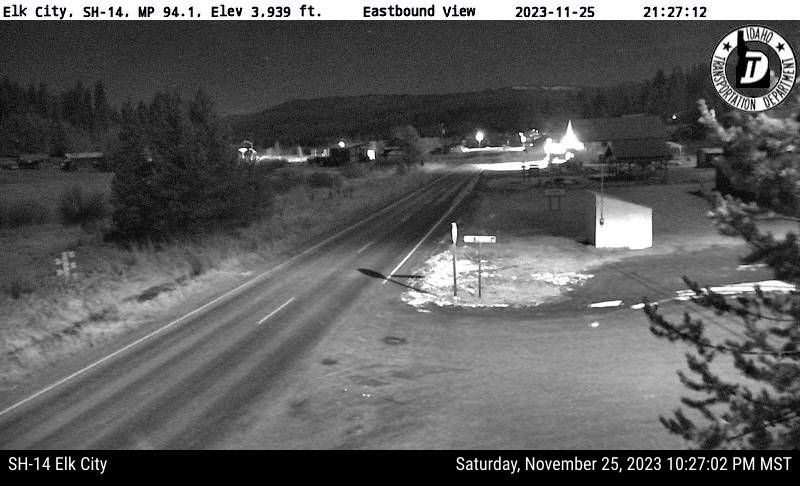 Elk City, SH-14, MP 94.1, Elev 3,939 ft. Eastbound View 2023-11-25 21:27:12
IDAHO
TRANSPORTATION DEPARTMENT
SH-14 Elk City Saturday, November 25, 2023 10:27:02 PM MST